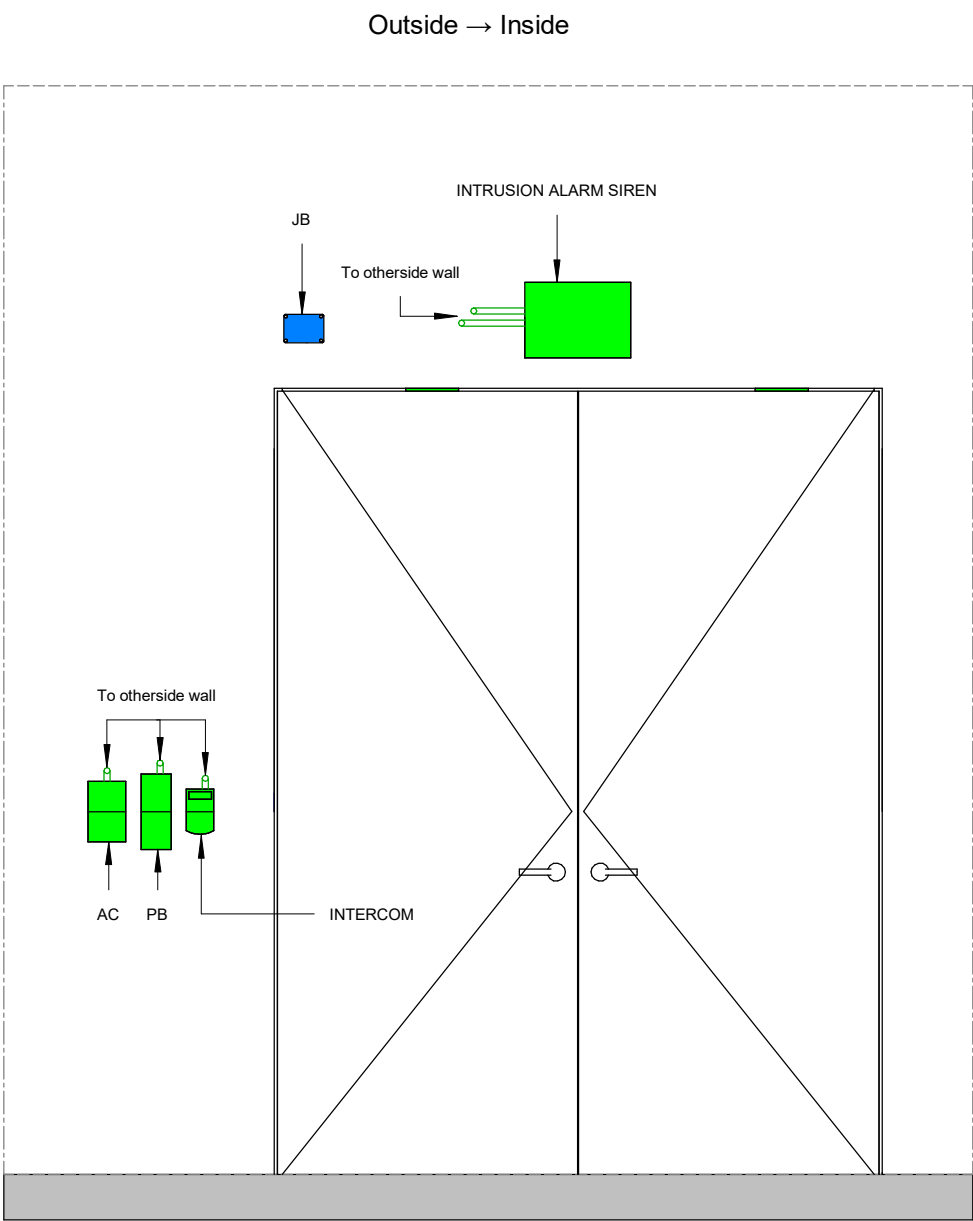 Outside → Inside
INTRUSION ALARM SIREN
JB
To otherside wall
To otherside wall
AC
PB
INTERCOM